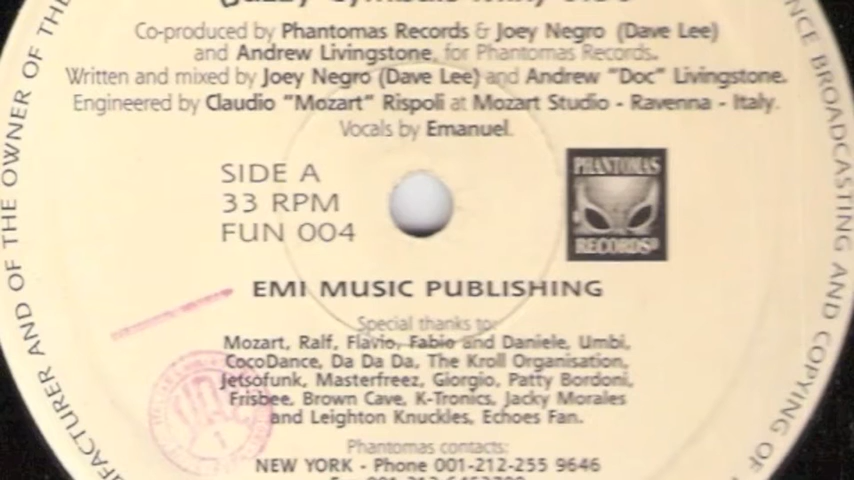 Co-produced by Phantomas Records & Joey Negro (Dave Lee)
and Andrew Livingstone, for Phantomas Records.
Written and mixed by Joey Negro (Dave Lee) and Andrew "Doc" Livingstone.
Engineered by Claudio "Mozart" Rispoli at Mozart Studio - Ravenna - Italy.
Vocals by Emanuel.
SIDE A
33 RPM
FUN 004
PHANTOMAS
RECORDS®
EMI MUSIC PUBLISHING
Special thanks to:
Mozart, Ralf, Flavio, Fabio and Daniele, Umbi,
CocoDance, Da Da Da, The Kroll Organisation,
Jetsofunk, Masterfreez, Giorgio, Patty Bordoni,
Frisbee, Brown Cave, K-Tronics, Jacky Morales
and Leighton Knuckles, Echoes Fan.
Phantomas contacts:
NEW YORK - Phone 001-212-255 9646
AND OF THE OWNER OF THE
BROADCASTING AND COPYING OF